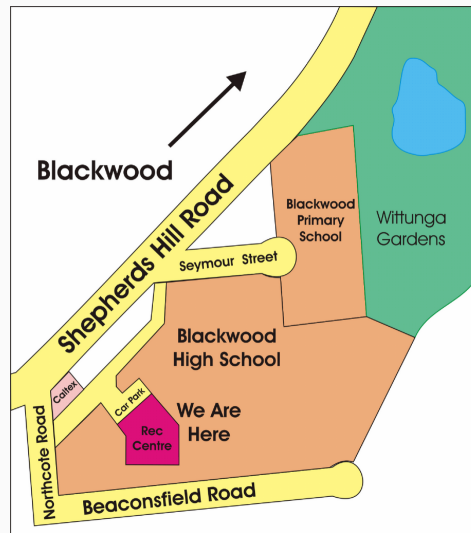 Blackwood
Shepherds Hill Road
Blackwood
Primary
School
Wittunga
Gardens
Seymour Street
Blackwood
High School
Caltex
Car Park
We Are
Here
Rec
Centre
Northcote Road
Beaconsfield Road